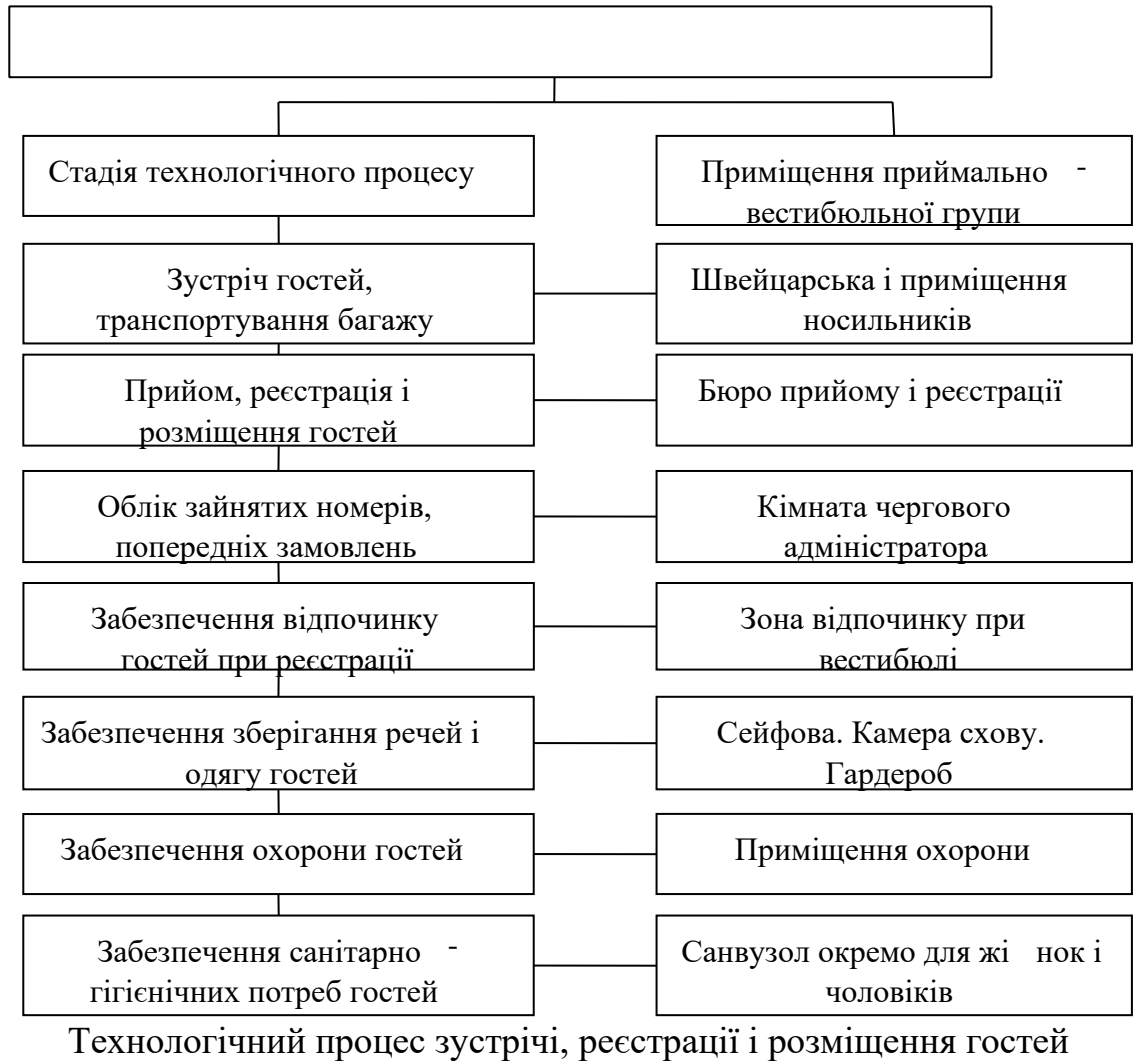 Стадія технологічного процесу
Приміщення приймально -
вестибюльної групи
Зустріч гостей,
транспортування багажу
Швейцарська і приміщення
носильників
Прийом, реєстрація і
розміщення гостей
Бюро прийому і реєстрації
Облік зайнятих номерів,
попередніх замовлень
Кімната чергового
адміністратора
Забезпечення відпочинку
гостей при реєстрації
Зона відпочинку при
вестибюлі
Забезпечення зберігання речей і
одягу гостей
Сейфова. Камера схову.
Гардероб
Забезпечення охорони гостей
Приміщення охорони
Забезпечення санітарно -
гігієнічних потреб гостей
Санвузол окремо для жі нок і
чоловіків
Технологічний процес зустрічі, реєстрації і розміщення гостей